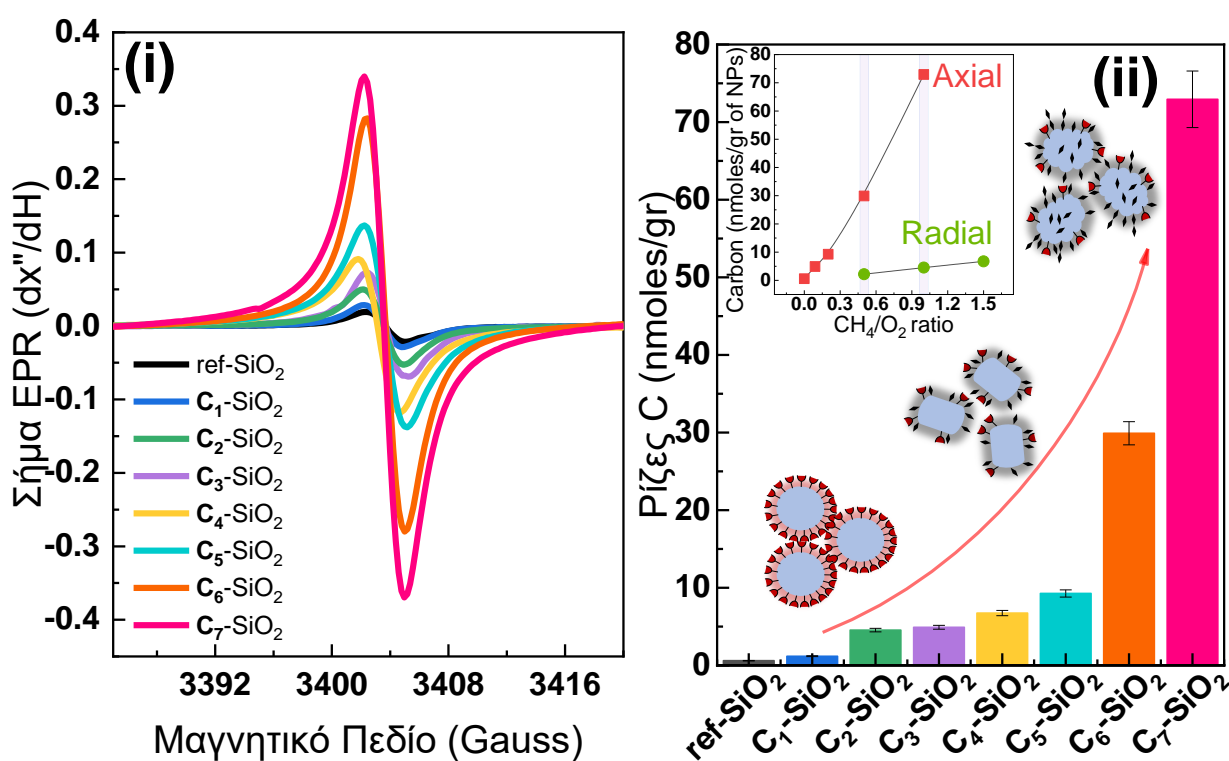 (i)
Σήμα EPR (dx"/dH)
0.4
0.3
0.2
0.1
0.0
-0.1
-0.2
-0.3
-0.4
ref-SiO₂
C₁-SiO₂
C₂-SiO₂
C₃-SiO₂
C₄-SiO₂
C₅-SiO₂
C₆-SiO₂
C₇-SiO₂
3392 3400 3408 3416
Μαγνητικό Πεδίο (Gauss)
(ii)
Ρίζες C (nmoles/gr)
80
70
60
50
40
30
20
10
0
Carbon (nmoles/gr of NPs)
80
70
60
50
40
30
20
10
0
Axial
Radial
0.0 0.3 0.6 0.9 1.2 1.5
CH₄/O₂ ratio
ref-SiO₂
C₁-SiO₂
C₂-SiO₂
C₃-SiO₂
C₄-SiO₂
C₅-SiO₂
C₆-SiO₂
C₇-SiO₂